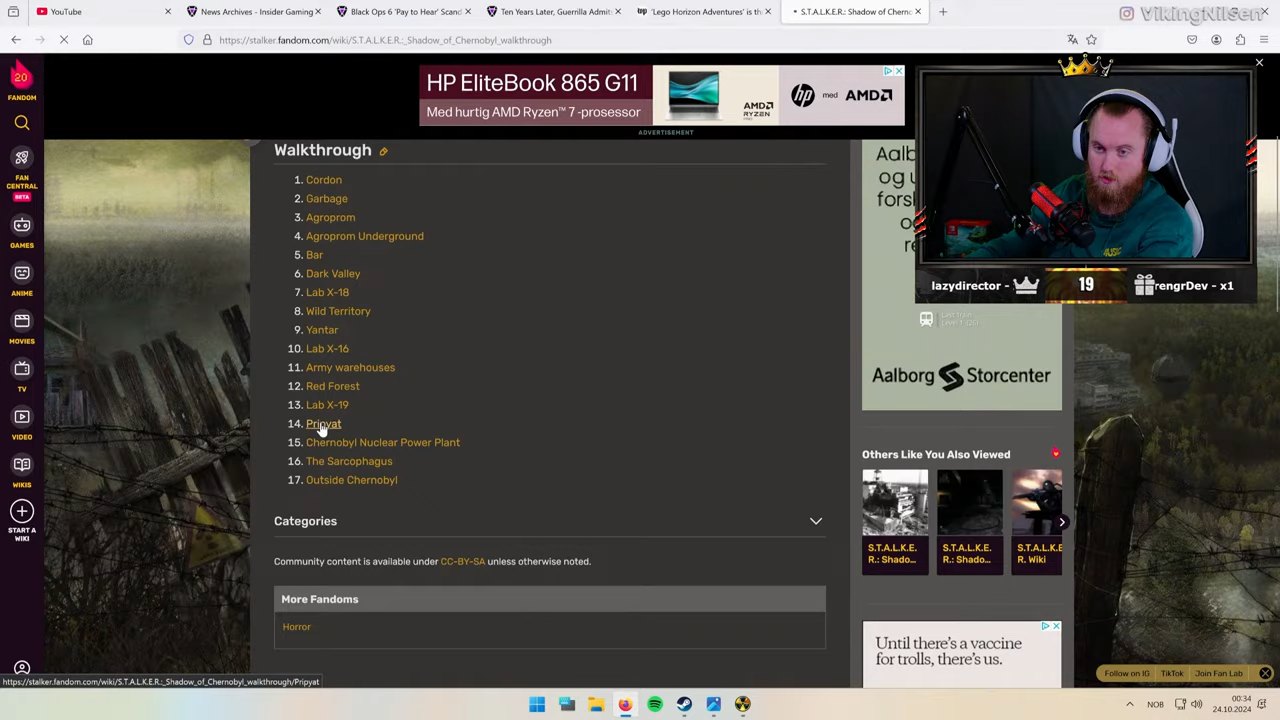 YouTube
News Archives - Insider Gaming
Black Ops 6 'Pay to Hear' Scand
Ten Years Later, Guerrilla Admit
'Lego Horizon Adventures' is th
S.T.A.L.K.E.R.: Shadow of Cherno
VikingNilsen
https://stalker.fandom.com/wiki/S.T.A.L.K.E.R.:_Shadow_of_Chernobyl_walkthrough
20
FANDOM
FAN CENTRAL
BETA
GAMES
ANIME
MOVIES
TV
VIDEO
WIKIS
START A WIKI
HP EliteBook 865 G11
Med hurtig AMD Ryzen™ 7-prosessor
hp med AMD
ADVERTISEMENT
Walkthrough
1. Cordon
2. Garbage
3. Agroprom
4. Agroprom Underground
5. Bar
6. Dark Valley
7. Lab X-18
8. Wild Territory
9. Yantar
10. Lab X-16
11. Army warehouses
12. Red Forest
13. Lab X-19
14. Pripyat
15. Chernobyl Nuclear Power Plant
16. The Sarcophagus
17. Outside Chernobyl
Categories
Community content is available under CC-BY-SA unless otherwise noted.
More Fandoms
Horror
Aalb
og u
forsk
ore
lazydirector -
19
rengrDev - x1
Aalborg Storcenter
Others Like You Also Viewed
S.T.A.L.K.E.R.: Shado...
S.T.A.L.K.E.R.: Shado...
S.T.A.L.K.E.R. Wiki
Until there's a vaccine
for trolls, there's us.
Follow on IG
TikTok
Join Fan Lab
https://stalker.fandom.com/wiki/S.T.A.L.K.E.R.:_Shadow_of_Chernobyl_walkthrough/Pripyat
NOB
00:34
24.10.2024